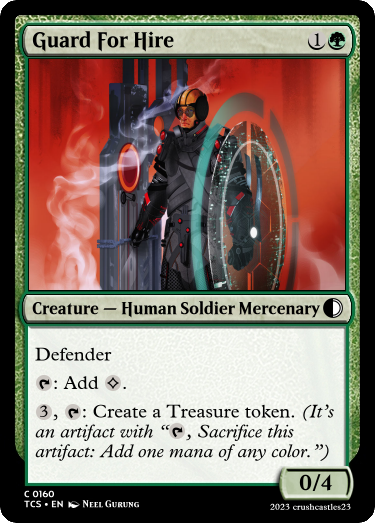 Guard For Hire 1
Creature — Human Soldier Mercenary
Defender
: Add .
3, : Create a Treasure token. (It's
an artifact with “, Sacrifice this
artifact: Add one mana of any color.”)
0/4
C 0160
TCS • EN Neel Gurung
2023 crushcastles23